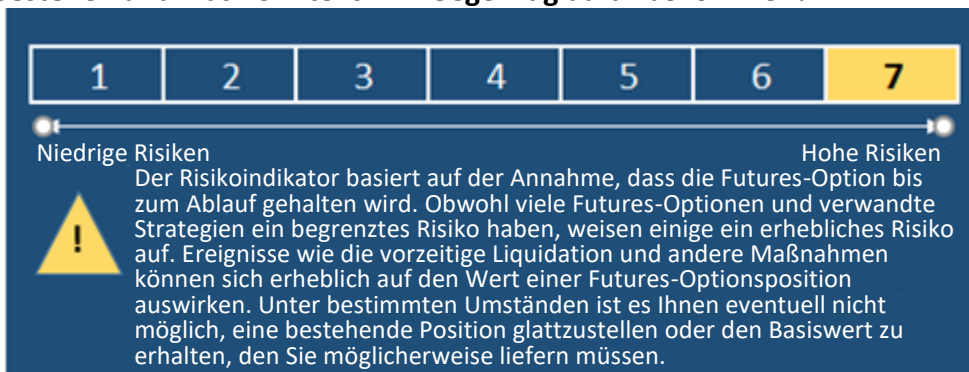 1 2 3 4 5 6 7
Niedrige Risiken Hohe Risiken
Der Risikoindikator basiert auf der Annahme, dass die Futures-Option bis
zum Ablauf gehalten wird. Obwohl viele Futures-Optionen und verwandte
Strategien ein begrenztes Risiko haben, weisen einige ein erhebliches Risiko
! auf. Ereignisse wie die vorzeitige Liquidation und andere Maßnahmen
können sich erheblich auf den Wert einer Futures-Optionsposition
auswirken. Unter bestimmten Umständen ist es Ihnen eventuell nicht
möglich, eine bestehende Position glattzustellen oder den Basiswert zu
erhalten, den Sie möglicherweise liefern müssen.